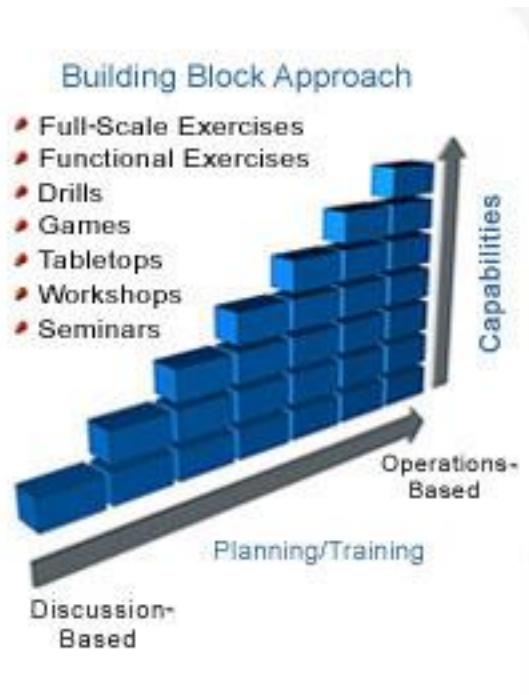 Building Block Approach
Full-Scale Exercises
Functional Exercises
Drills
Games
Tabletops
Workshops
Seminars
Capabilities
Operations-
Based
Planning/Training
Discussion-
Based